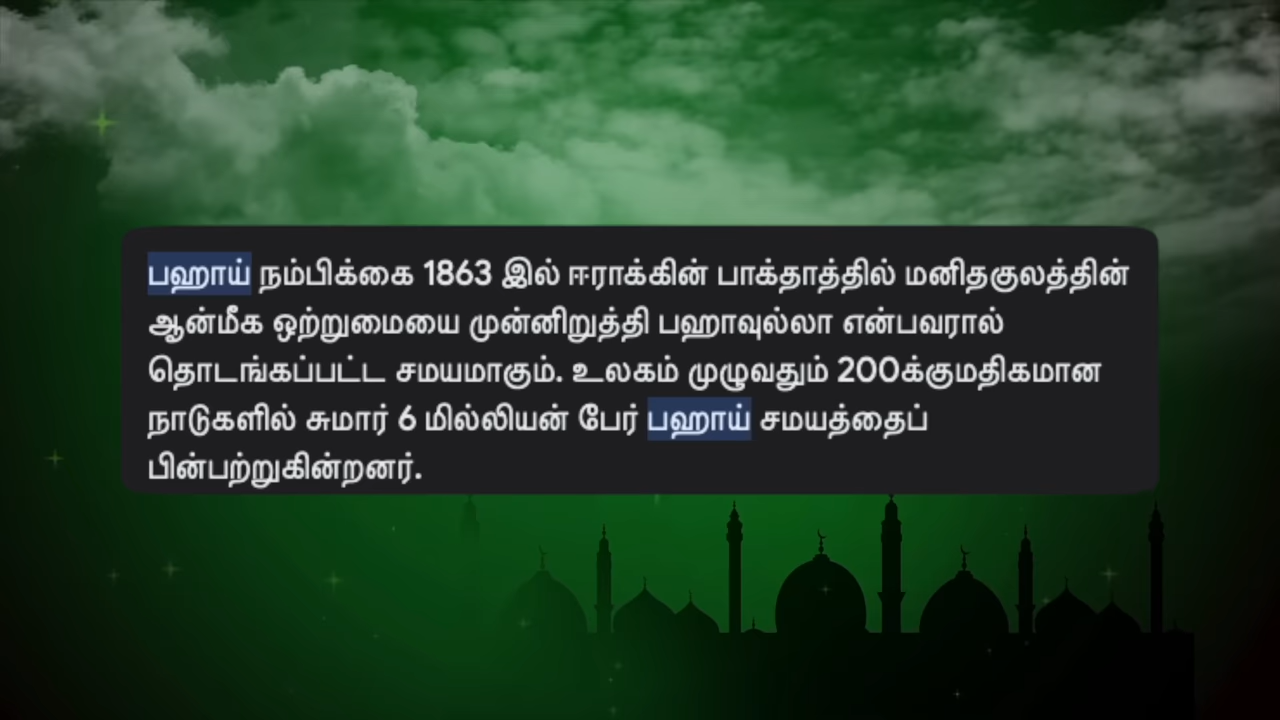 பஹாய் நம்பிக்கை 1863 இல் ஈராக்கின் பாக்தாத்தில் மனிதகுலத்தின்
ஆன்மீக ஒற்றுமையை முன்னிறுத்தி பஹாவுல்லா என்பவரால்
தொடங்கப்பட்ட சமயமாகும். உலகம் முழுவதும் 200க்குமதிகமான
நாடுகளில் சுமார் 6 மில்லியன் பேர் பஹாய் சமயத்தைப்
பின்பற்றுகின்றனர்.